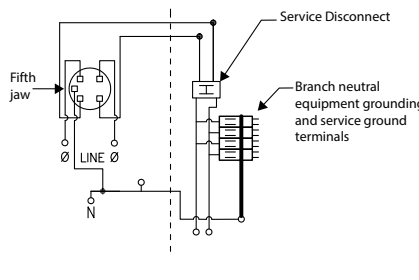 Service Disconnect
Fifth
jaw
Branch neutral
equipment grounding
and service ground
terminals
Ø LINE Ø
N